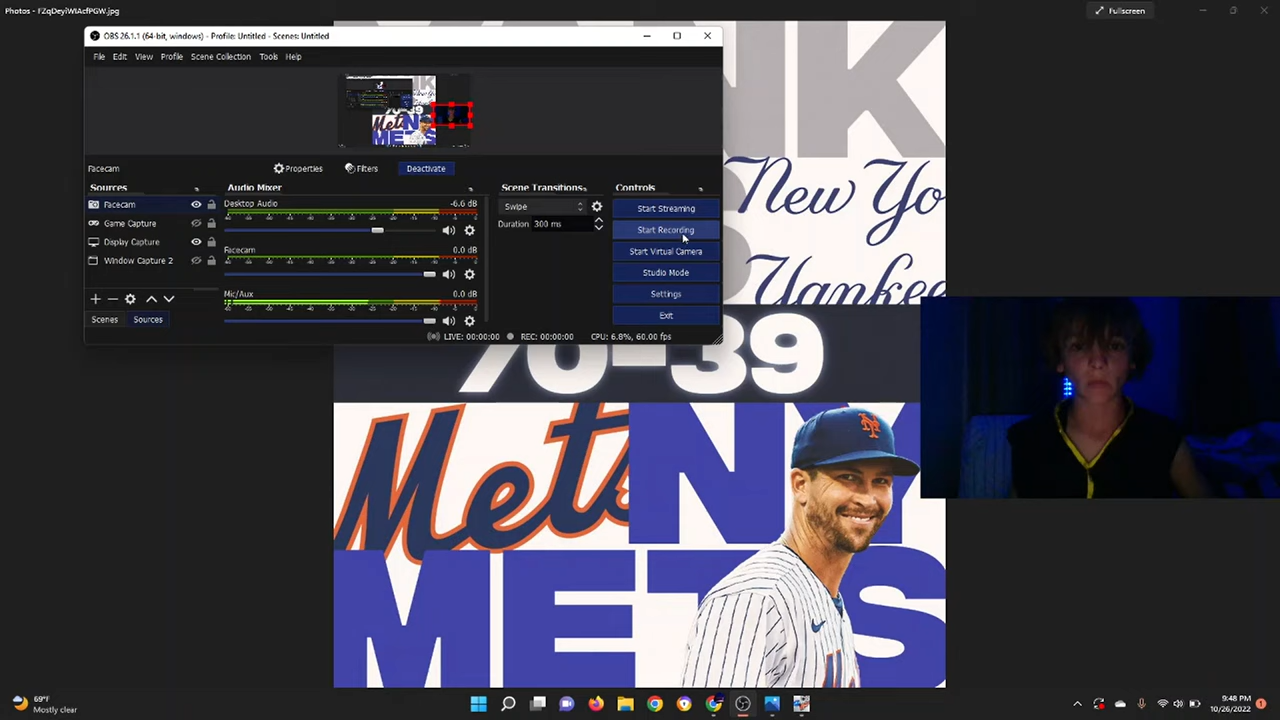 Photos - FZqDeyiWIAcfPGW.jpg
Fullscreen
OBS 26.1.1 (64-bit, windows) - Profile: Untitled - Scenes: Untitled
File Edit View Profile Scene Collection Tools Help
Facecam
Properties
Filters
Deactivate
Sources
Facecam
Game Capture
Display Capture
Window Capture 2
Scenes
Sources
Audio Mixer
Desktop Audio
-6.6 dB
Facecam
0.0 dB
Mic/Aux
0.0 dB
Scene Transitions
Swipe
Duration 300 ms
Controls
Start Streaming
Start Recording
Start Virtual Camera
Studio Mode
Settings
Exit
LIVE: 00:00:00
REC: 00:00:00
CPU: 6.8%, 60.00 fps
NK
New Yo
Yankee
70-39
Mets
NY
METS
NY
69°F
Mostly clear
9:48 PM
10/26/2022
1